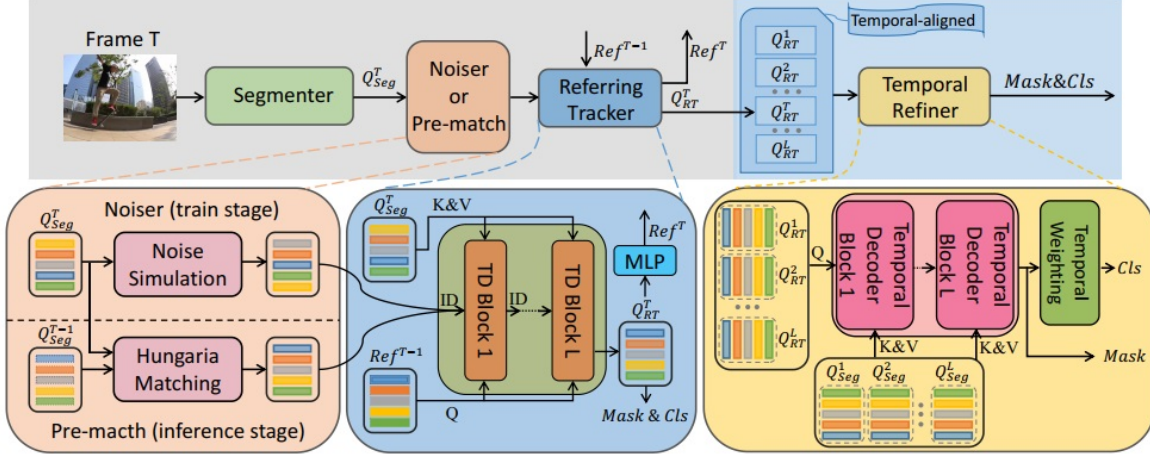 Frame T
Segmenter
Q^T_Seg
Noiser
or
Pre-match
Ref^{T-1}
Ref^T
Referring
Tracker
Q^T_RT
Temporal-aligned
Q^1_RT
Q^2_RT
Q^T_RT
Q^L_RT
Temporal
Refiner
Mask&Cls
Noiser (train stage)
Q^T_Seg
Noise
Simulation
Q^{T-1}_Seg
Hungaria
Matching
Pre-macth (inference stage)
Q^T_Seg
K&V
ID
TD Block 1
ID
TD Block L
Ref^{T-1}
Q
Ref^T
MLP
Q^T_RT
Mask & Cls
Q^1_RT
Q^2_RT
Q^L_RT
Q
Temporal
Decoder
Block 1
Temporal
Decoder
Block L
Temporal
Weighting
Cls
K&V
K&V
Mask
Q^1_Seg
Q^2_Seg
Q^L_Seg